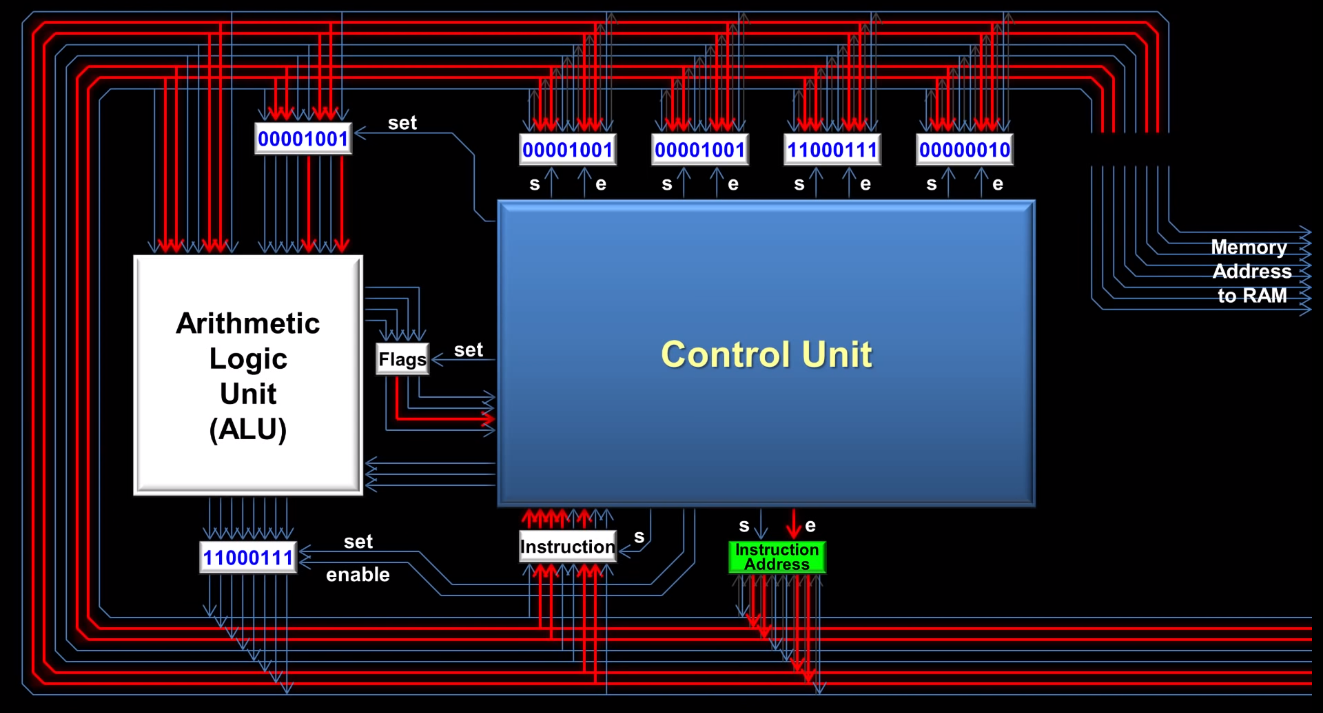 set
00001001
00001001
00001001
11000111
00000010
s
e
s
e
s
e
s
e
Memory
Address
to RAM
Arithmetic
Logic
Unit
(ALU)
Flags
set
Control Unit
set
enable
11000111
Instruction
s
s
e
Instruction
Address